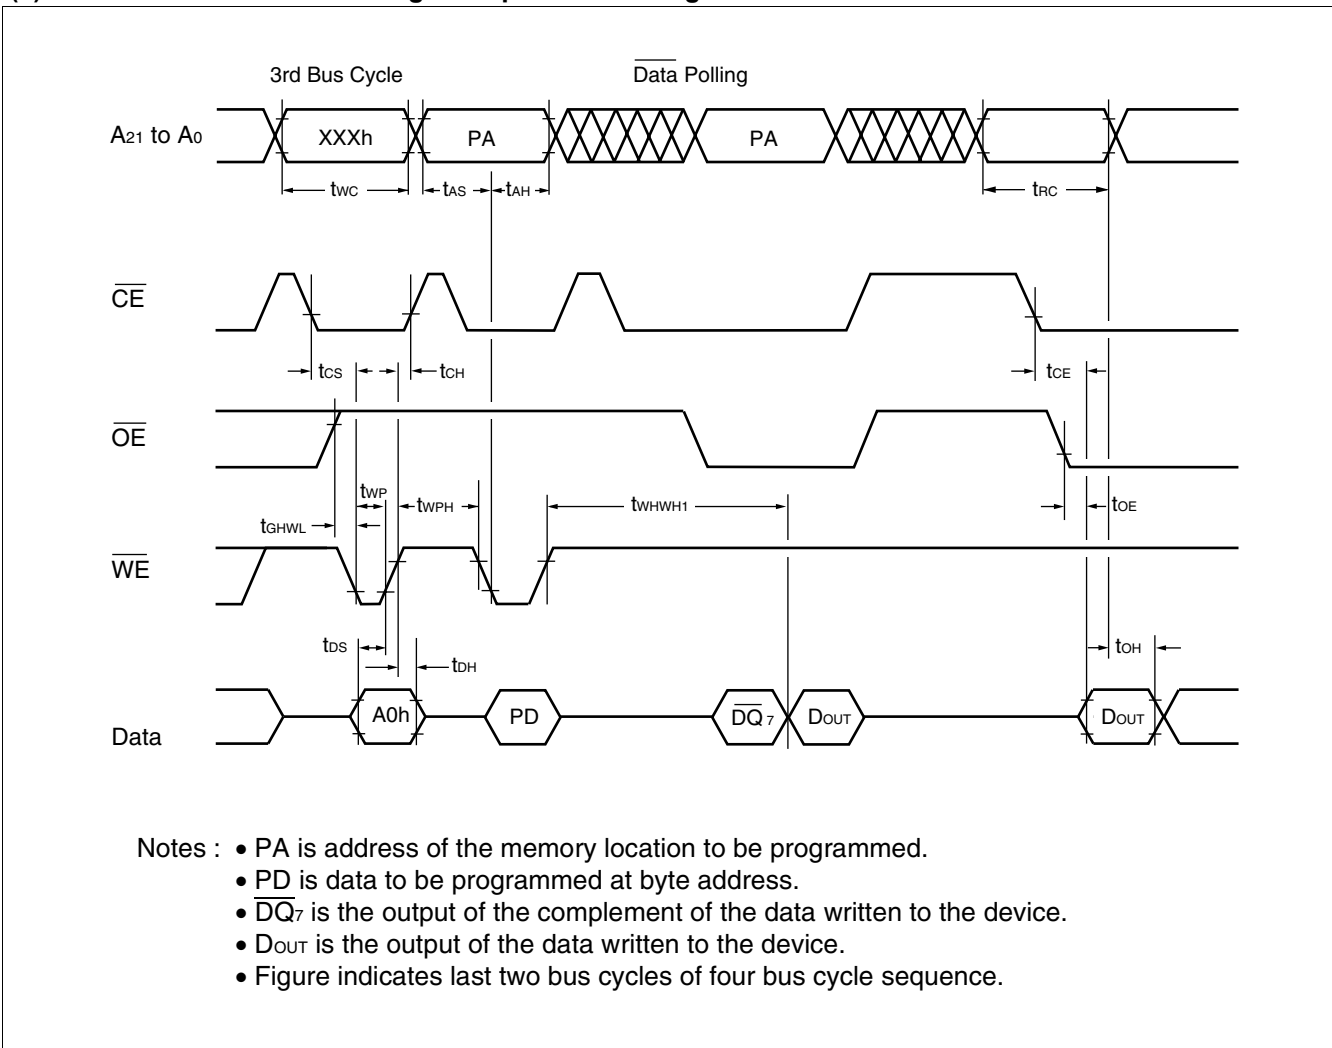 3rd Bus Cycle
Data Polling
A21 to A0
XXXh
PA
PA
tWC
tAS
tAH
tRC
CE
tCS
tCH
tCE
OE
tWP
tWPH
tWHWH1
tGHWL
tOE
WE
tDS
tDH
tOH
Data
A0h
PD
DQ7
DOUT
DOUT
Notes : • PA is address of the memory location to be programmed.
• PD is data to be programmed at byte address.
• DQ7 is the output of the complement of the data written to the device.
• DOUT is the output of the data written to the device.
• Figure indicates last two bus cycles of four bus cycle sequence.